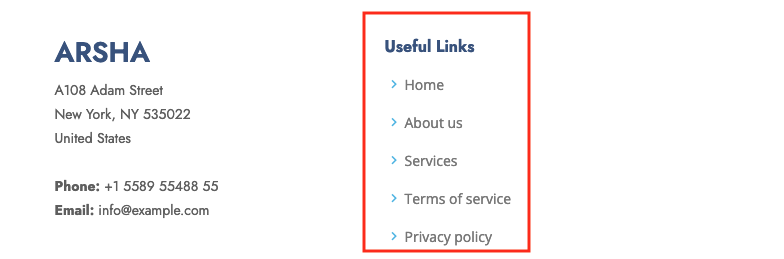 ARSHA
A108 Adam Street
New York, NY 535022
United States
Phone: +1 5589 55488 55
Email: info@example.com
Useful Links
Home
About us
Services
Terms of service
Privacy policy